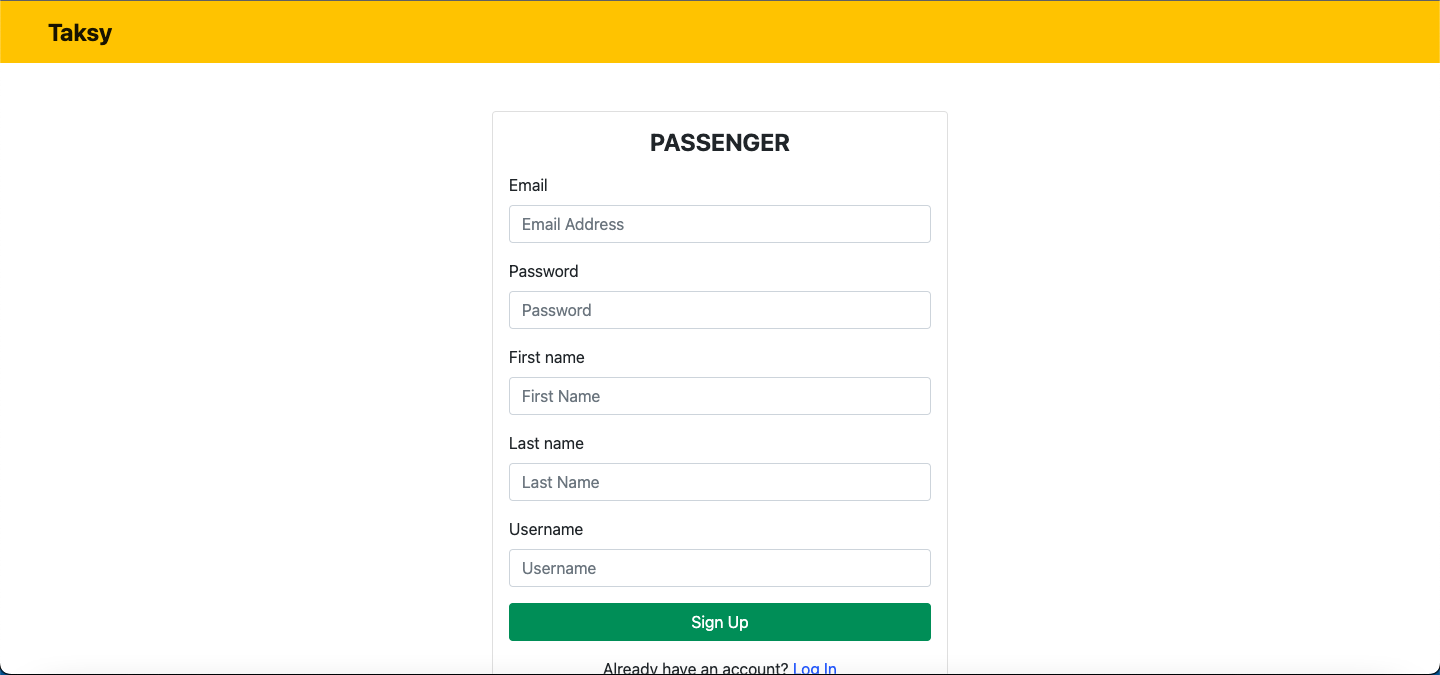 Taksy
PASSENGER
Email
Email Address
Password
Password
First name
First Name
Last name
Last Name
Username
Username
Sign Up
Already have an account? Log In